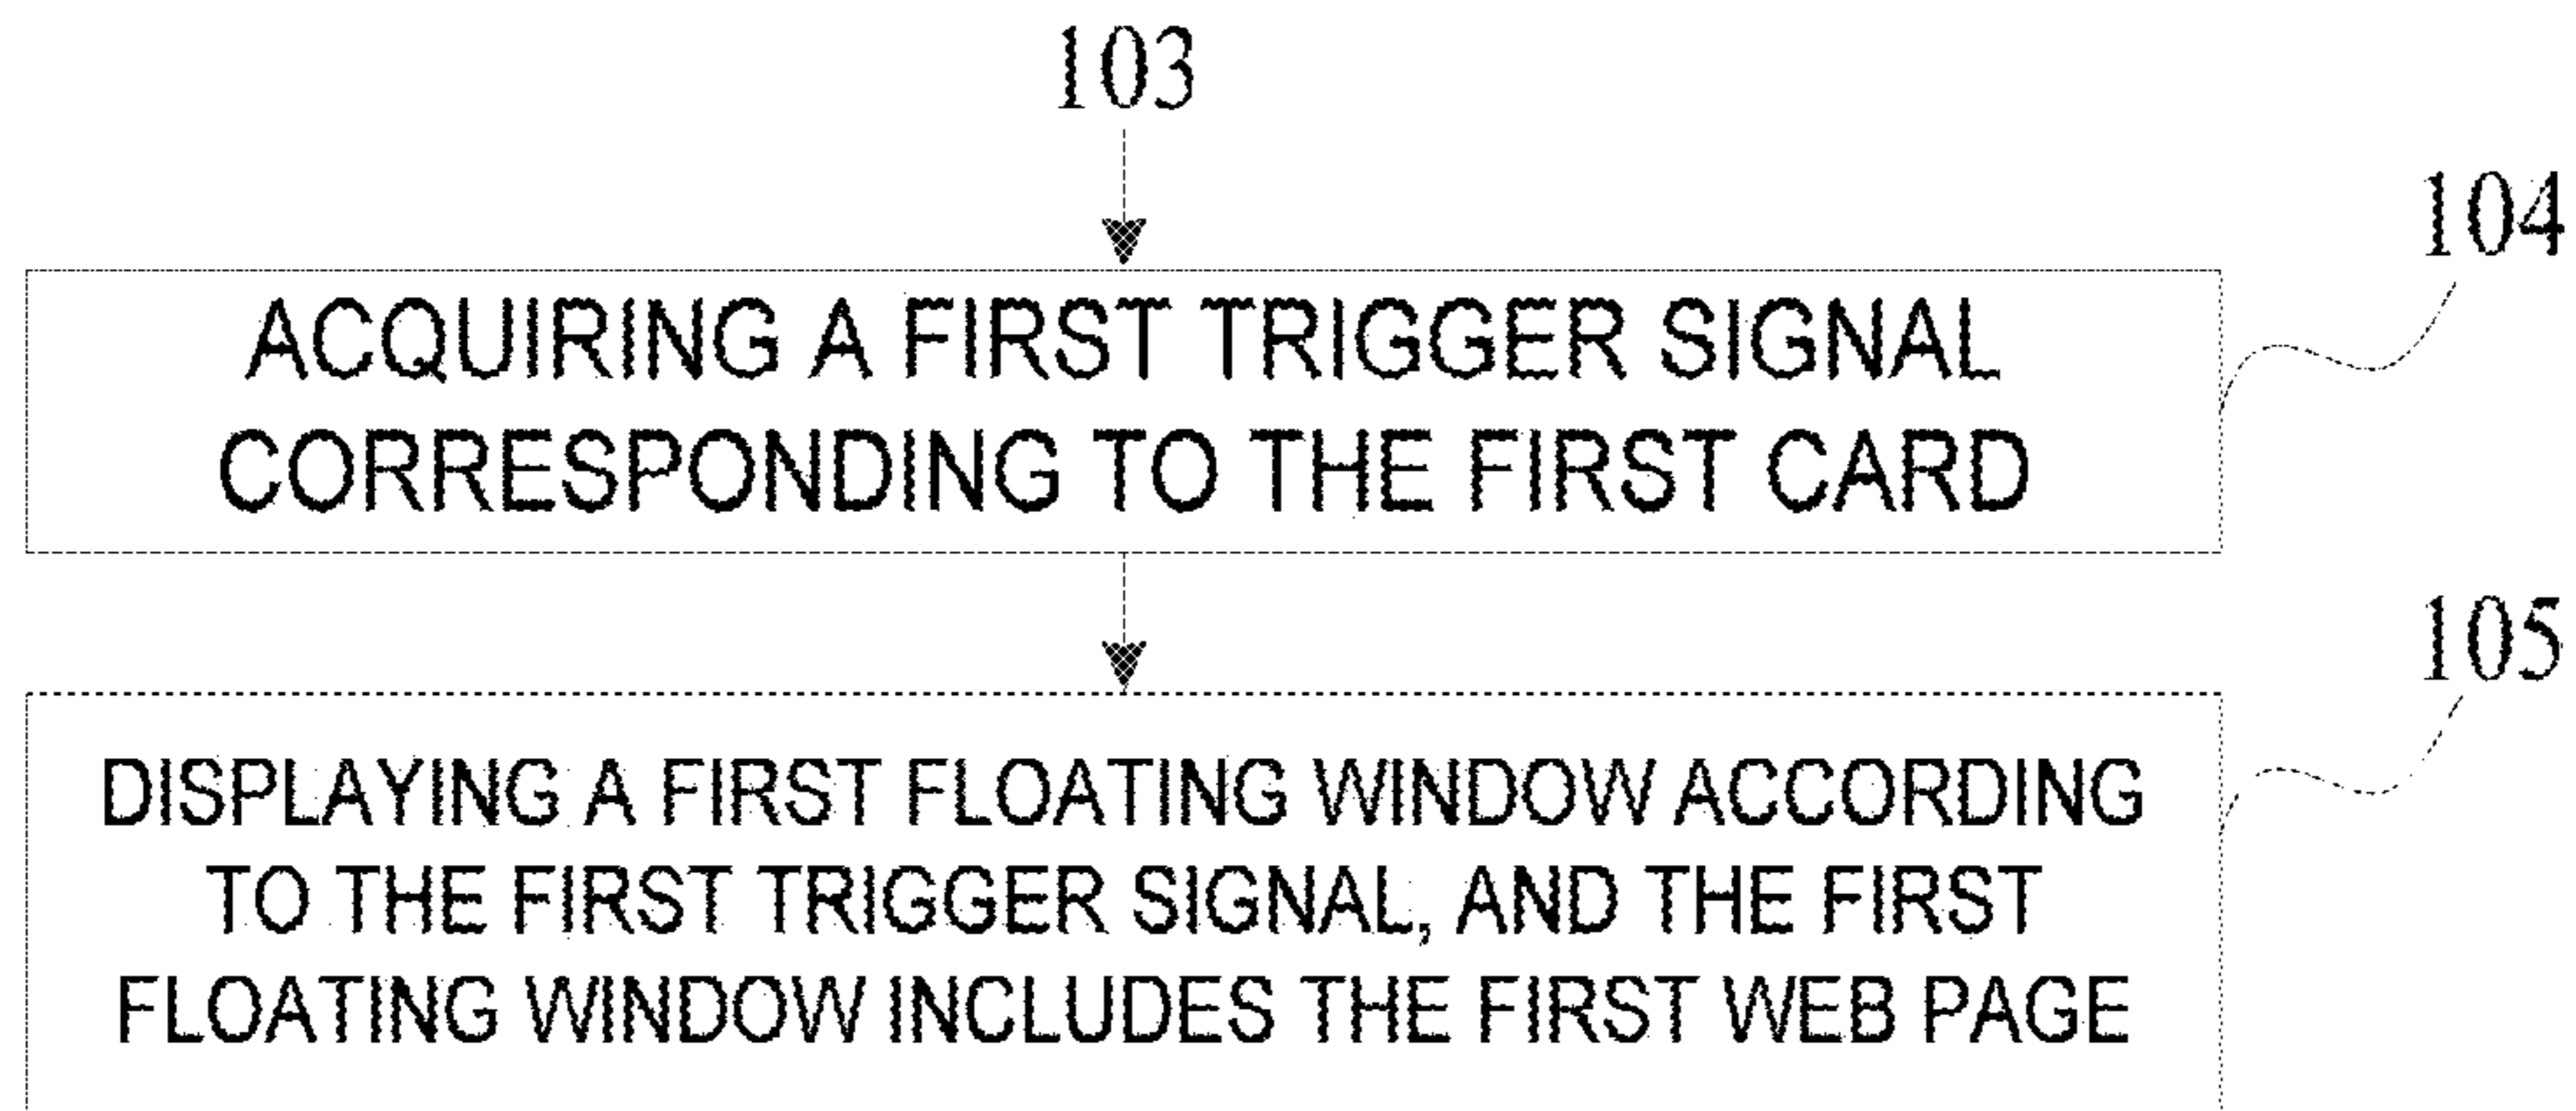 103
104
ACQUIRING A FIRST TRIGGER SIGNAL
CORRESPONDING TO THE FIRST CARD
105
DISPLAYING A FIRST FLOATING WINDOW ACCORDING
TO THE FIRST TRIGGER SIGNAL, AND THE FIRST
FLOATING WINDOW INCLUDES THE FIRST WEB PAGE